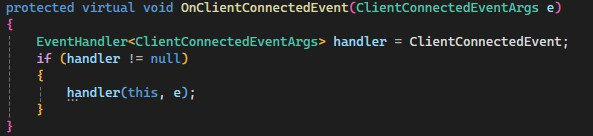 protected virtual void OnClientConnectedEvent(ClientConnectedEventArgs e)
{
    EventHandler<ClientConnectedEventArgs> handler = ClientConnectedEvent;
    if (handler != null)
    {
        handler(this, e);
    }
}